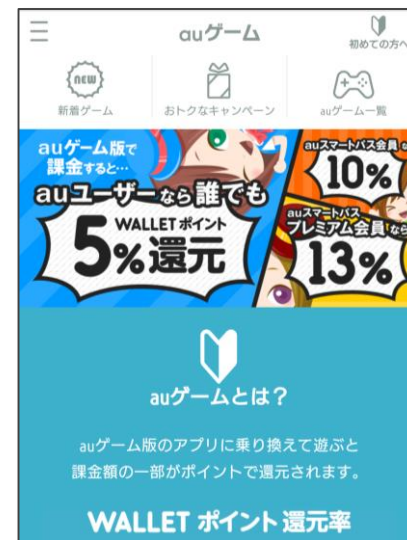 auゲーム
初めての方へ
NEW
新着ゲーム
おトクなキャンペーン
auゲーム一覧
auゲーム版で
課金すると…
auユーザーなら誰でも
WALLET ポイント
5%還元
auスマートパス会員な
10%
auスマートパス
プレミアム会員なら
13%
auゲームとは？
auゲーム版のアプリに乗り換えて遊ぶと
課金額の一部がポイントで還元されます。
WALLET ポイント 還元率